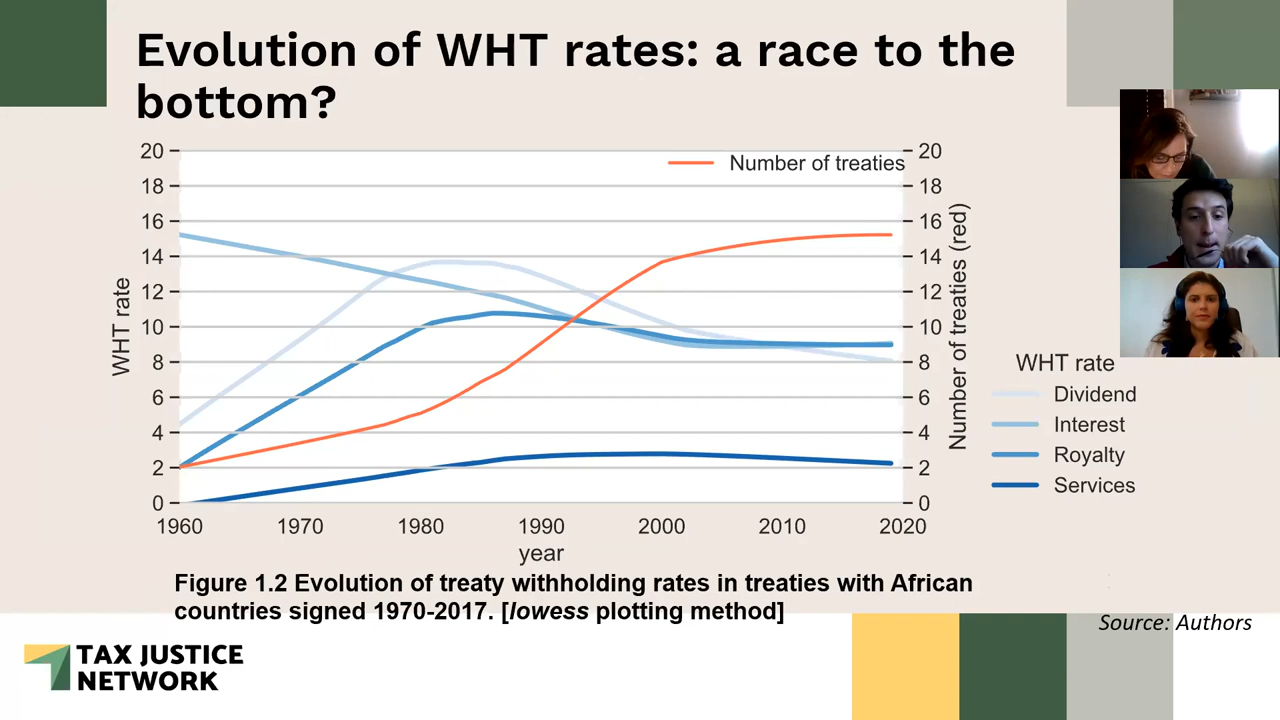 Evolution of WHT rates: a race to the
bottom?
20
18
16
14
12
10
8
6
4
2
0
WHT rate
Number of treaties
20
18
16
14
12
10
8
6
4
2
0
Number of treaties (red)
1960
1970
1980
1990
2000
2010
2020
year
WHT rate
Dividend
Interest
Royalty
Services
Figure 1.2 Evolution of treaty withholding rates in treaties with African
countries signed 1970-2017. [lowess plotting method]
Source: Authors
TAX JUSTICE
NETWORK